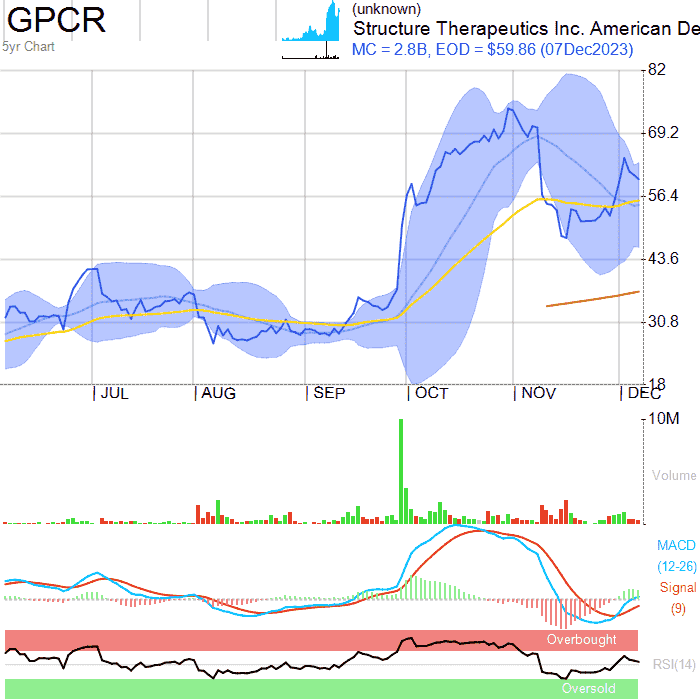 GPCR
5yr Chart
(unknown)
Structure Therapeutics Inc. American De
MC = 2.8B, EOD = $59.86 (07Dec2023)
82
69.2
56.4
43.6
30.8
18
JUL AUG SEP OCT NOV DEC
10M
Volume
MACD
(12-26)
Signal
(9)
Overbought
RSI(14)
Oversold